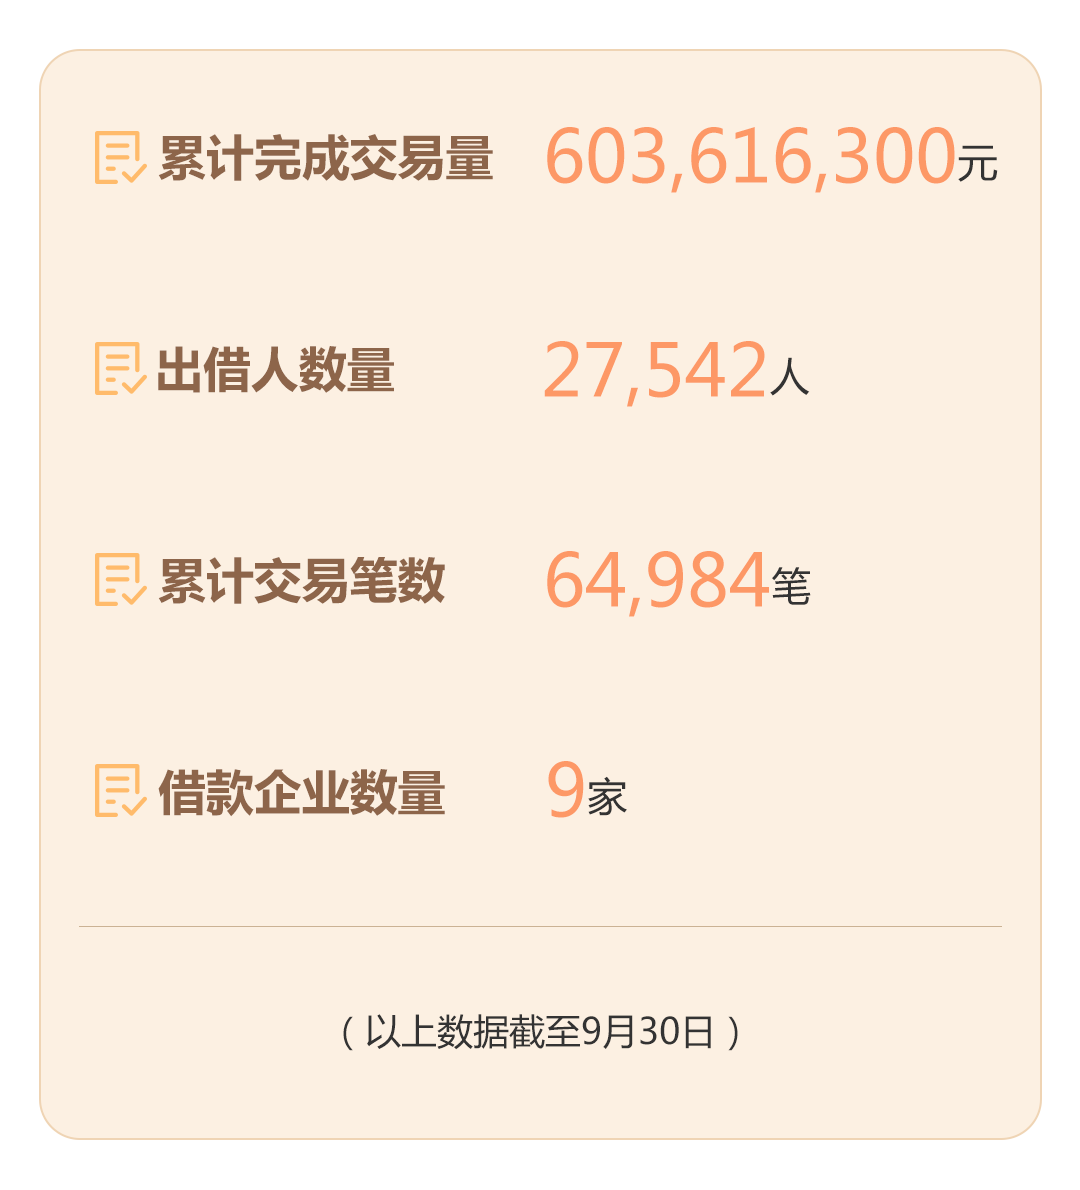 累计完成交易量 603,616,300元
出借人数量 27,542人
累计交易笔数 64,984笔
借款企业数量 9家
（以上数据截至9月30日）